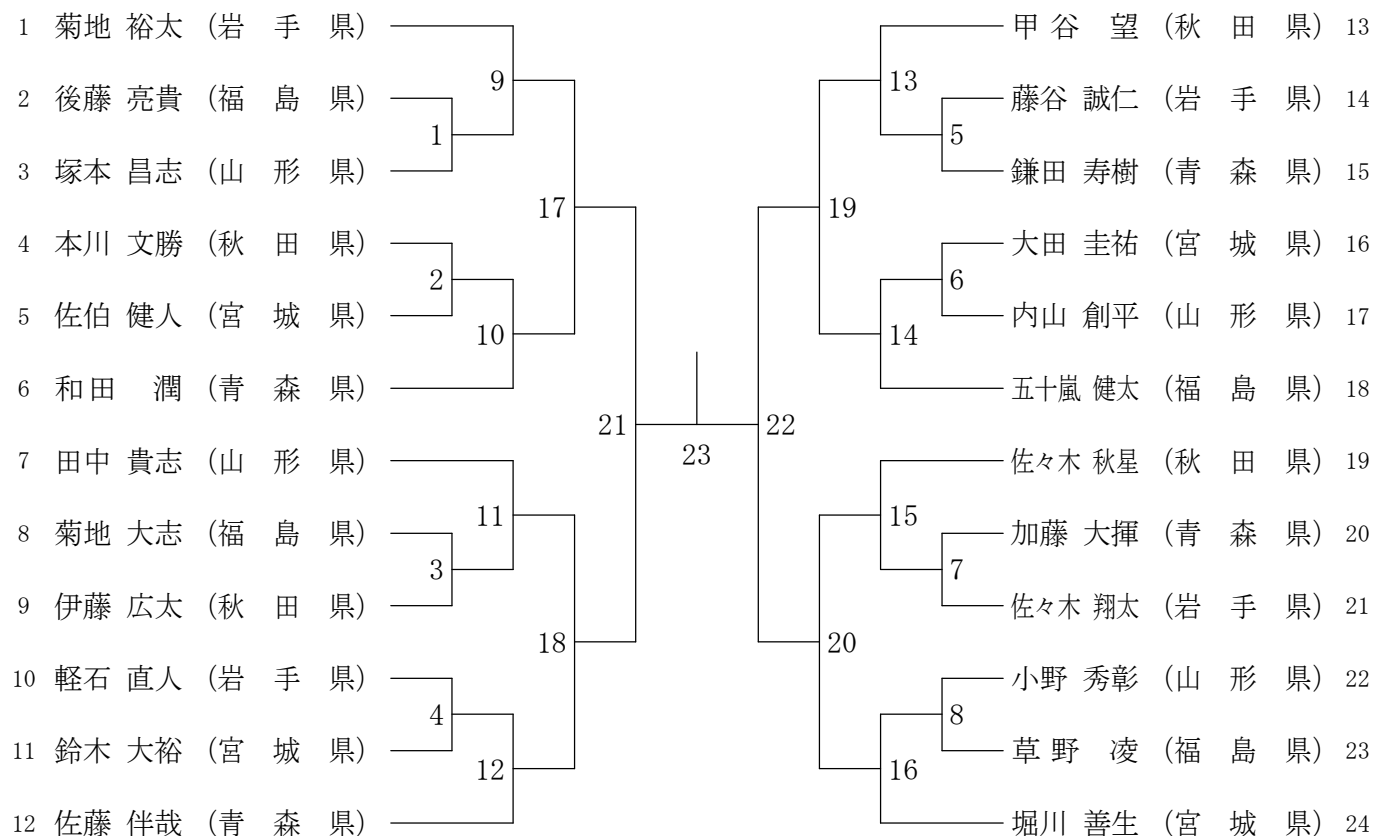 1 菊地 裕太 (岩 手 県)
2 後藤 亮貴 (福 島 県)
3 塚本 昌志 (山 形 県)
4 本川 文勝 (秋 田 県)
5 佐伯 健人 (宮 城 県)
6 和田 潤 (青 森 県)
7 田中 貴志 (山 形 県)
8 菊地 大志 (福 島 県)
9 伊藤 広太 (秋 田 県)
10 軽石 直人 (岩 手 県)
11 鈴木 大裕 (宮 城 県)
12 佐藤 伴哉 (青 森 県)
9
1
17
2
10
21
11
3
18
4
12
23
13
5
19
6
14
22
15
7
20
8
16
甲谷 望 (秋 田 県) 13
藤谷 誠仁 (岩 手 県) 14
鎌田 寿樹 (青 森 県) 15
大田 圭祐 (宮 城 県) 16
内山 創平 (山 形 県) 17
五十嵐 健太 (福 島 県) 18
佐々木 秋星 (秋 田 県) 19
加藤 大揮 (青 森 県) 20
佐々木 翔太 (岩 手 県) 21
小野 秀彰 (山 形 県) 22
草野 凌 (福 島 県) 23
堀川 善生 (宮 城 県) 24